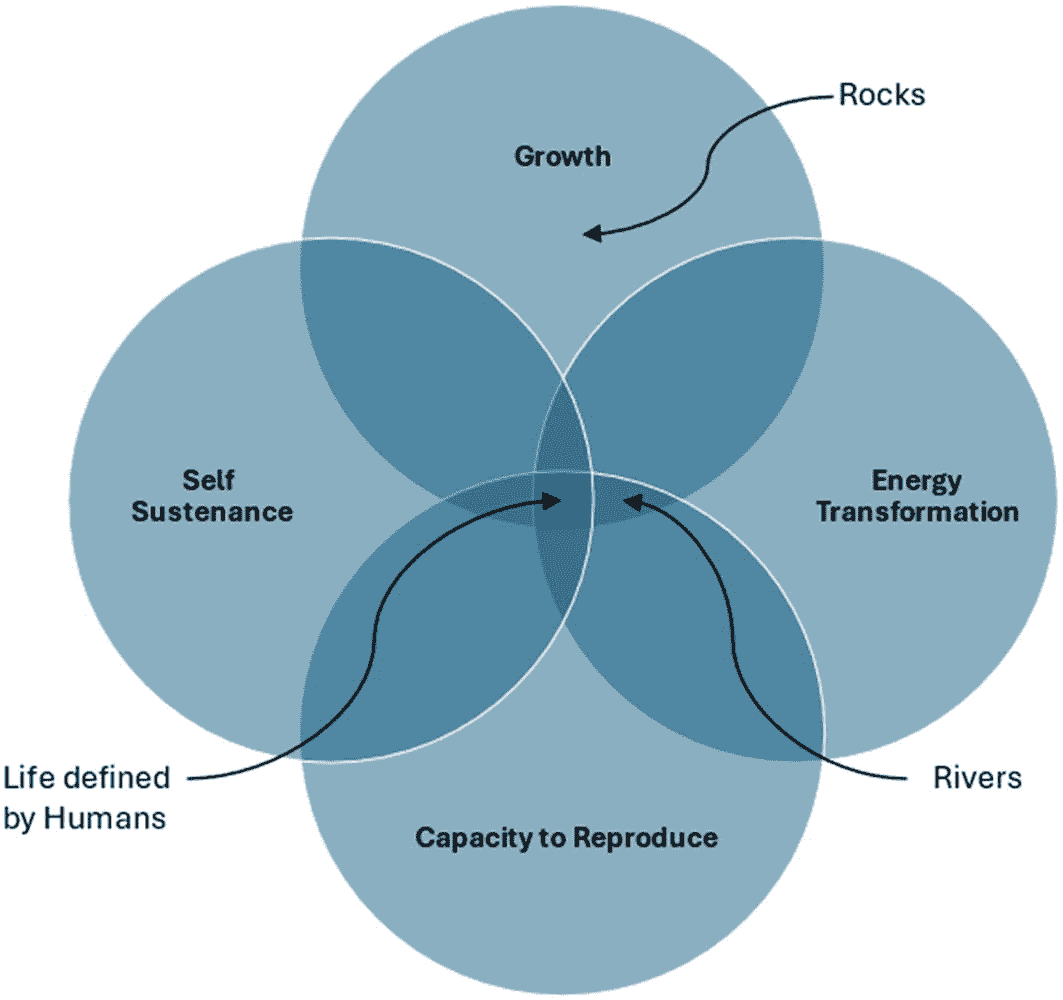 Rocks
Growth
Self
Sustenance
Energy
Transformation
Life defined
by Humans
Rivers
Capacity to Reproduce